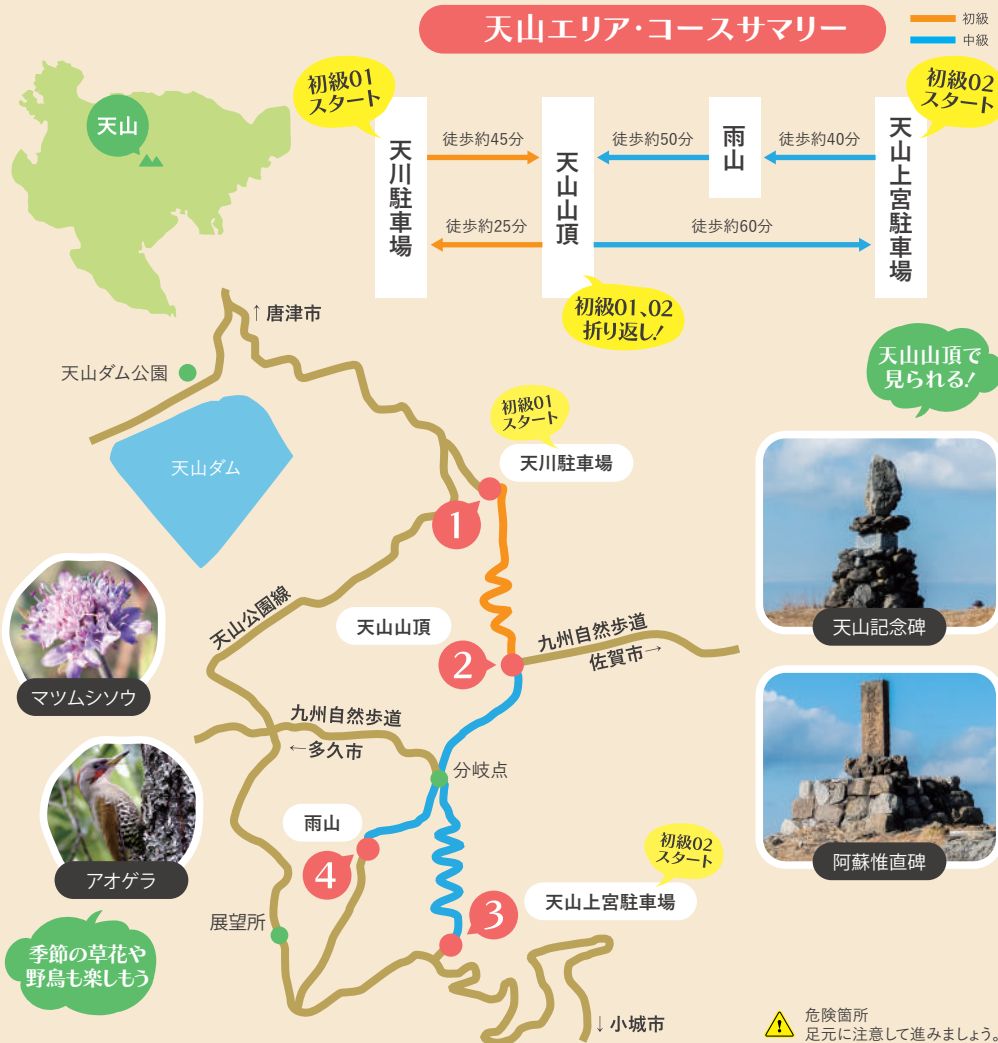 天山エリア・コースサマリー
初級
中級
天山
初級01
スタート
初級02
スタート
天川駐車場
徒歩約45分
天山山頂
徒歩約50分
雨山
徒歩約40分
天山上宮駐車場
徒歩約25分
徒歩約60分
初級01、02
折り返し!
↑唐津市
天山ダム公園
天山ダム
初級01
スタート
天川駐車場
1
天山山頂で
見られる!
天山記念碑
マツムシソウ
天山公園線
天山山頂
2
九州自然歩道
佐賀市→
九州自然歩道
←多久市
分岐点
アオゲラ
雨山
4
初級02
スタート
天山上宮駐車場
3
阿蘇惟直碑
展望所
季節の草花や
野鳥も楽しもう
↓小城市
危険箇所
足元に注意して進みましょう。